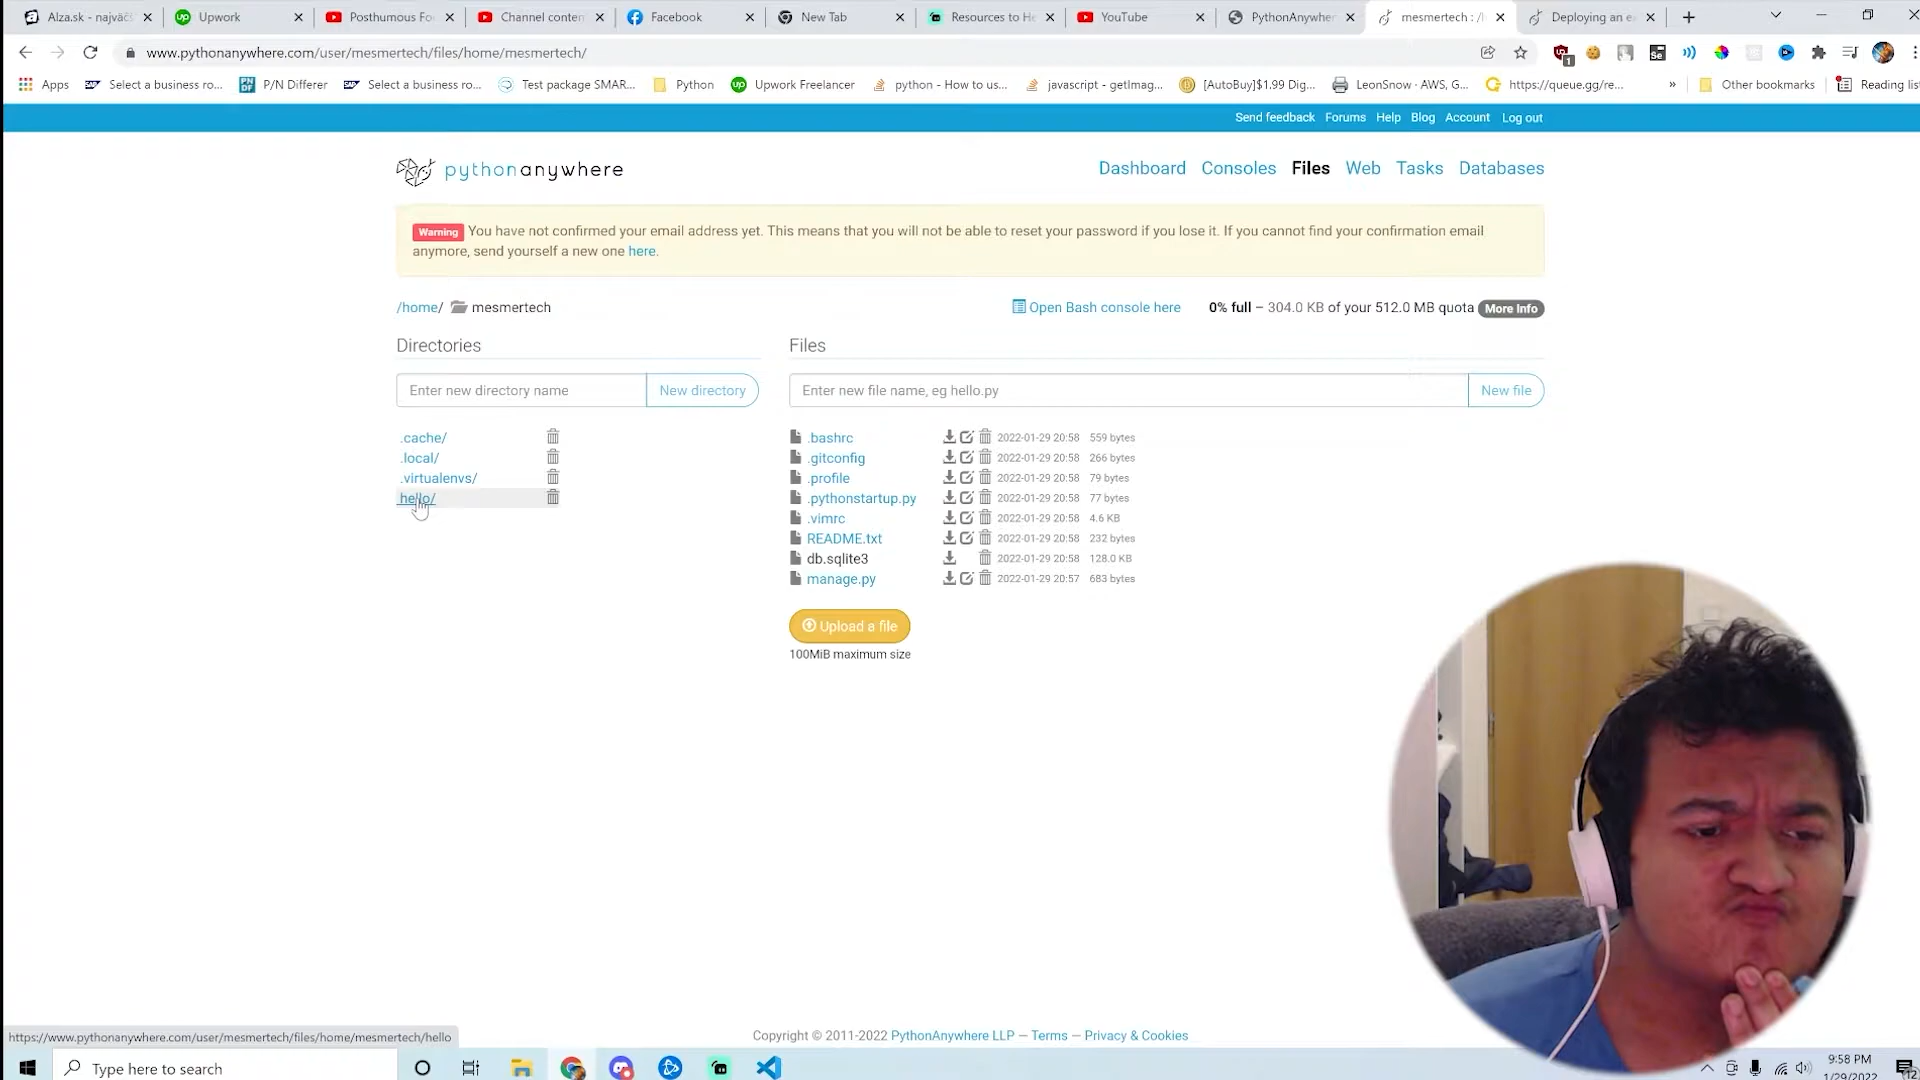 Alza.sk - najväčš
Upwork
Posthumous Fo
Channel conten
Facebook
New Tab
Resources to He
YouTube
PythonAnywher
mesmertech : /
Deploying an e
www.pythonanywhere.com/user/mesmertech/files/home/mesmertech/
Apps
Select a business ro...
P/N Differer
Select a business ro...
Test package SMAR...
Python
Upwork Freelancer
python - How to us...
javascript - getImag...
[AutoBuy]$1.99 Dig...
LeonSnow · AWS, G...
https://queue.gg/re...
»
Other bookmarks
Reading list
Send feedback Forums Help Blog Account Log out
pythonanywhere
Dashboard Consoles Files Web Tasks Databases
Warning You have not confirmed your email address yet. This means that you will not be able to reset your password if you lose it. If you cannot find your confirmation email
anymore, send yourself a new one here.
/home/ mesmertech
Open Bash console here
0% full – 304.0 KB of your 512.0 MB quota More Info
Directories
Enter new directory name New directory
.cache/
.local/
.virtualenvs/
hello/
Files
Enter new file name, eg hello.py New file
.bashrc 2022-01-29 20:58 559 bytes
.gitconfig 2022-01-29 20:58 266 bytes
.profile 2022-01-29 20:58 79 bytes
.pythonstartup.py 2022-01-29 20:58 77 bytes
.vimrc 2022-01-29 20:58 4.6 KB
README.txt 2022-01-29 20:58 232 bytes
db.sqlite3 2022-01-29 20:58 128.0 KB
manage.py 2022-01-29 20:57 683 bytes
Upload a file
100MiB maximum size
https://www.pythonanywhere.com/user/mesmertech/files/home/mesmertech/hello
Copyright © 2011-2022 PythonAnywhere LLP — Terms — Privacy & Cookies
Type here to search
9:58 PM
1/29/2022
12